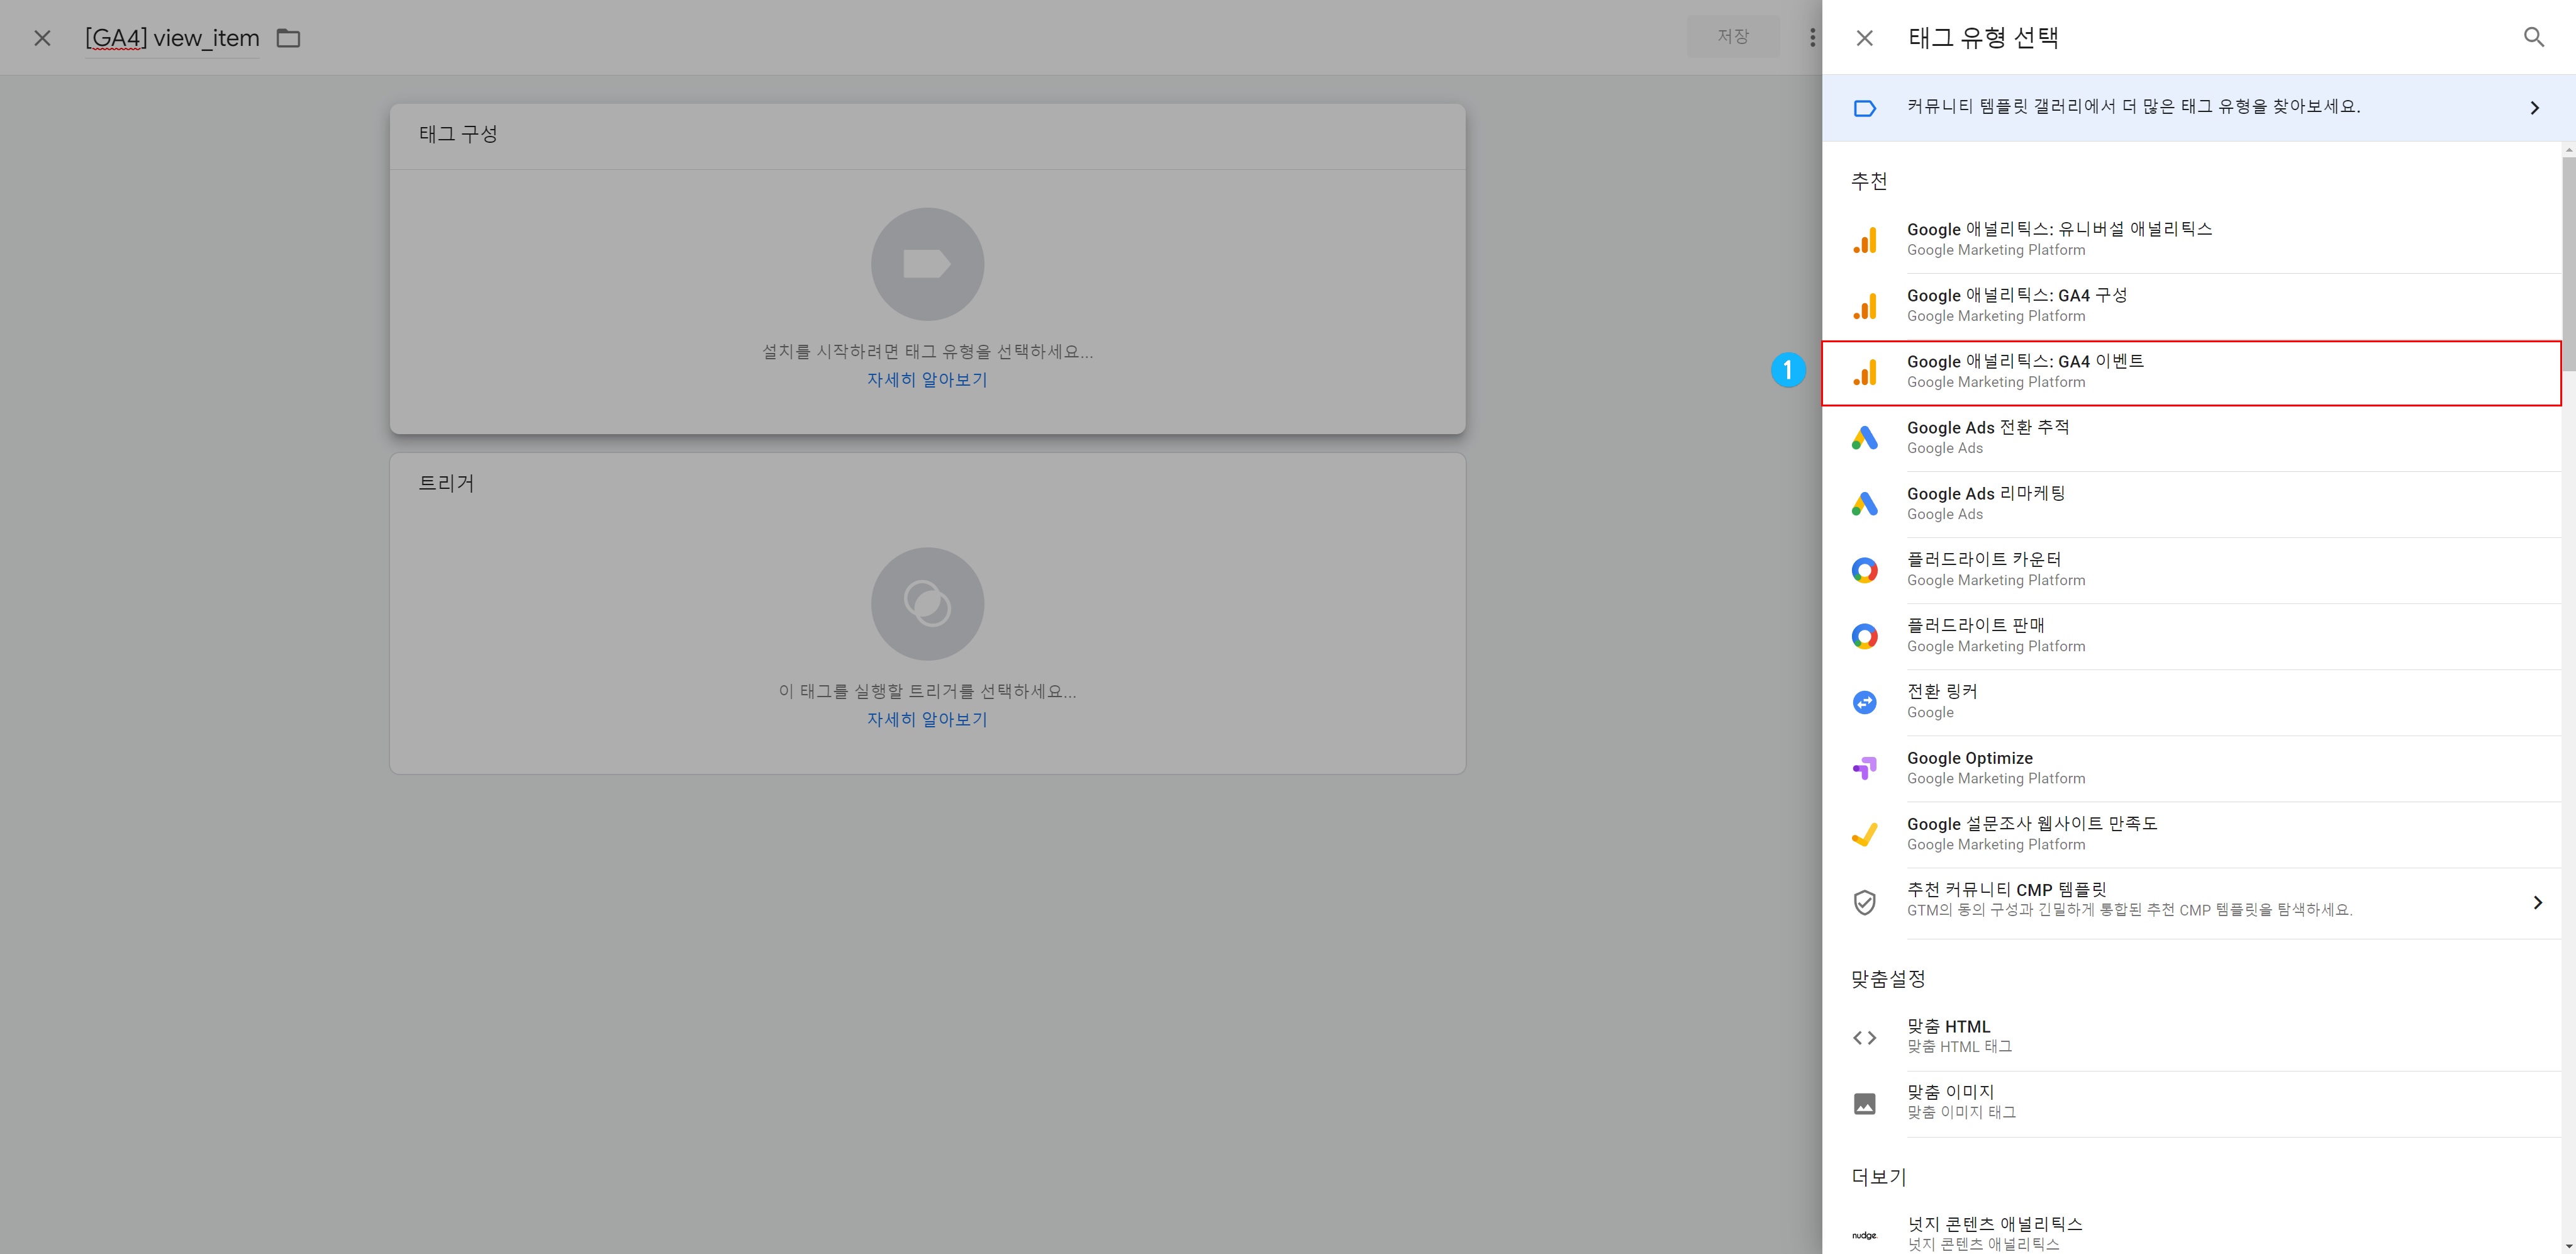 [GA4] view_item
저장
태그 구성
설치를 시작하려면 태그 유형을 선택하세요...
자세히 알아보기
트리거
이 태그를 실행할 트리거를 선택하세요...
자세히 알아보기
태그 유형 선택
커뮤니티 템플릿 갤러리에서 더 많은 태그 유형을 찾아보세요.
추천
Google 애널리틱스: 유니버설 애널리틱스
Google Marketing Platform
Google 애널리틱스: GA4 구성
Google Marketing Platform
1
Google 애널리틱스: GA4 이벤트
Google Marketing Platform
Google Ads 전환 추적
Google Ads
Google Ads 리마케팅
Google Ads
플러드라이트 카운터
Google Marketing Platform
플러드라이트 판매
Google Marketing Platform
전환 링커
Google
Google Optimize
Google Marketing Platform
Google 설문조사 웹사이트 만족도
Google Marketing Platform
추천 커뮤니티 CMP 템플릿
GTM의 동의 구성과 긴밀하게 통합된 추천 CMP 템플릿을 탐색하세요.
맞춤설정
맞춤 HTML
맞춤 HTML 태그
맞춤 이미지
맞춤 이미지 태그
더보기
nudge.
넛지 콘텐츠 애널리틱스
넛지 콘텐츠 애널리틱스